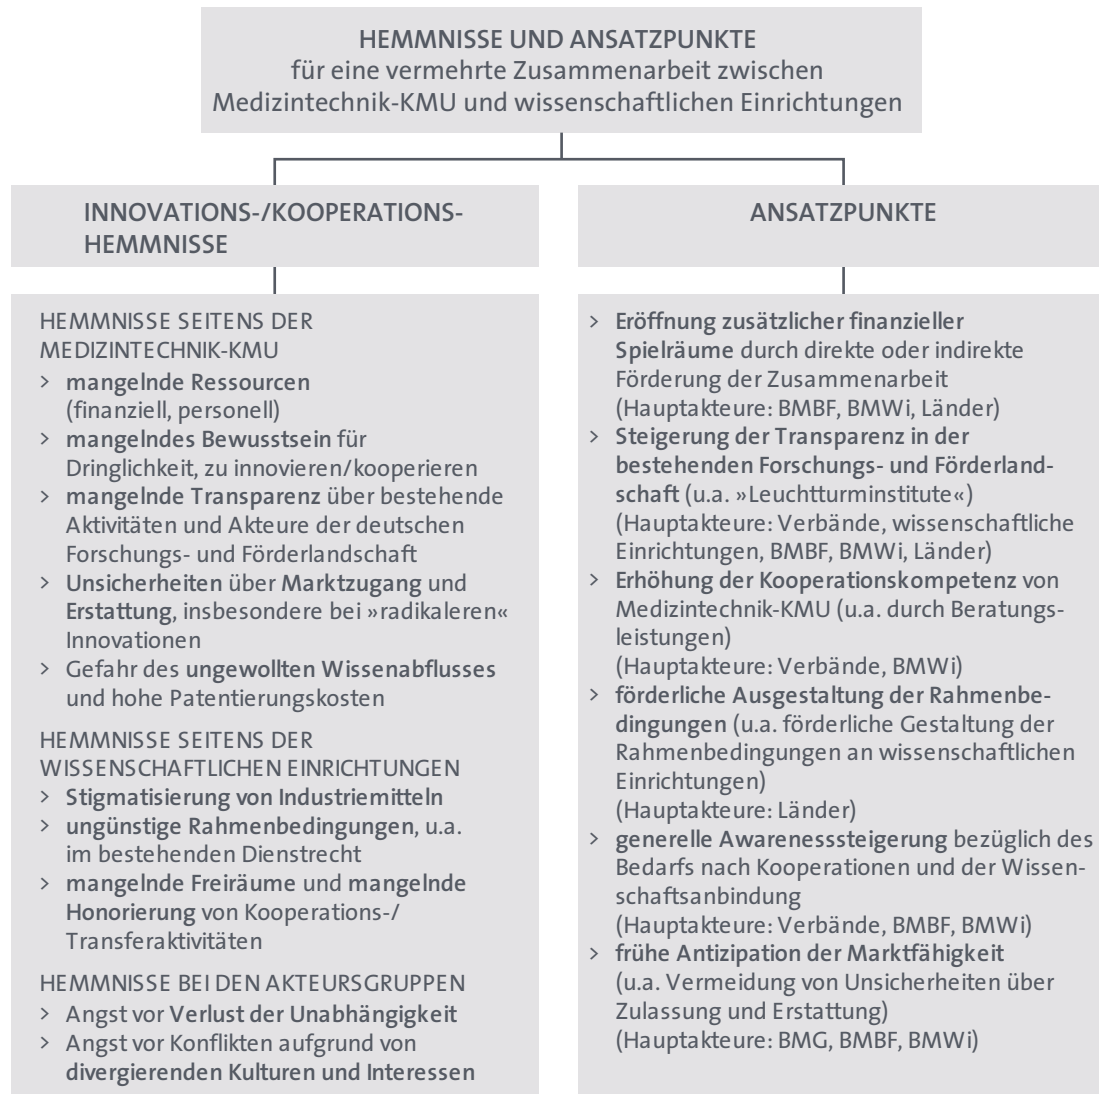 HEMMNISSE UND ANSATZPUNKTE
für eine vermehrte Zusammenarbeit zwischen
Medizintechnik-KMU und wissenschaftlichen Einrichtungen
INNOVATIONS-/KOOPERATIONS-
HEMMNISSE
HEMMNISSE SEITENS DER
MEDIZINTECHNIK-KMU
> mangelnde Ressourcen
(finanziell, personell)
> mangelndes Bewusstsein für
Dringlichkeit, zu innovieren/kooperieren
> mangelnde Transparenz über bestehende
Aktivitäten und Akteure der deutschen
Forschungs- und Förderlandschaft
> Unsicherheiten über Marktzugang und
Erstattung, insbesondere bei »radikaleren«
Innovationen
> Gefahr des ungewollten Wissenabflusses
und hohe Patentierungskosten
HEMMNISSE SEITENS DER
WISSENSCHAFTLICHEN EINRICHTUNGEN
> Stigmatisierung von Industriemitteln
> ungünstige Rahmenbedingungen, u.a.
im bestehenden Dienstrecht
> mangelnde Freiräume und mangelnde
Honorierung von Kooperations-/
Transferaktivitäten
HEMMNISSE BEI DEN AKTEURSGRUPPEN
> Angst vor Verlust der Unabhängigkeit
> Angst vor Konflikten aufgrund von
divergierenden Kulturen und Interessen
ANSATZPUNKTE
> Eröffnung zusätzlicher finanzieller
Spielräume durch direkte oder indirekte
Förderung der Zusammenarbeit
(Hauptakteure: BMBF, BMWi, Länder)
> Steigerung der Transparenz in der
bestehenden Forschungs- und Förderland-
schaft (u.a. »Leuchtturminstitute«)
(Hauptakteure: Verbände, wissenschaftliche
Einrichtungen, BMBF, BMWi, Länder)
> Erhöhung der Kooperationskompetenz von
Medizintechnik-KMU (u.a. durch Beratungs-
leistungen)
(Hauptakteure: Verbände, BMWi)
> förderliche Ausgestaltung der Rahmenbe-
dingungen (u.a. förderliche Gestaltung der
Rahmenbedingungen an wissenschaftlichen
Einrichtungen)
(Hauptakteure: Länder)
> generelle Awarenesssteigerung bezüglich des
Bedarfs nach Kooperationen und der Wissen-
schaftsanbindung
(Hauptakteure: Verbände, BMBF, BMWi)
> frühe Antizipation der Marktfähigkeit
(u.a. Vermeidung von Unsicherheiten über
Zulassung und Erstattung)
(Hauptakteure: BMG, BMBF, BMWi)